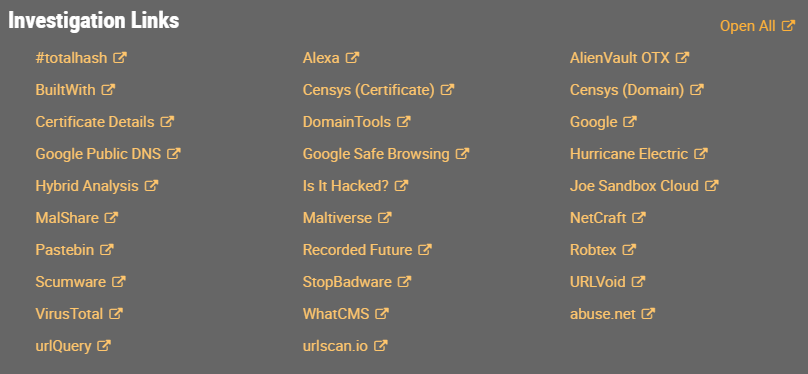 Investigation Links
Open All
#totalhash Alexa AlienVault OTX
BuiltWith Censys (Certificate) Censys (Domain)
Certificate Details DomainTools Google
Google Public DNS Google Safe Browsing Hurricane Electric
Hybrid Analysis Is It Hacked? Joe Sandbox Cloud
MalShare Maltiverse NetCraft
Pastebin Recorded Future Robtex
Scumware StopBadware URLVoid
VirusTotal WhatCMS abuse.net
urlQuery urlscan.io